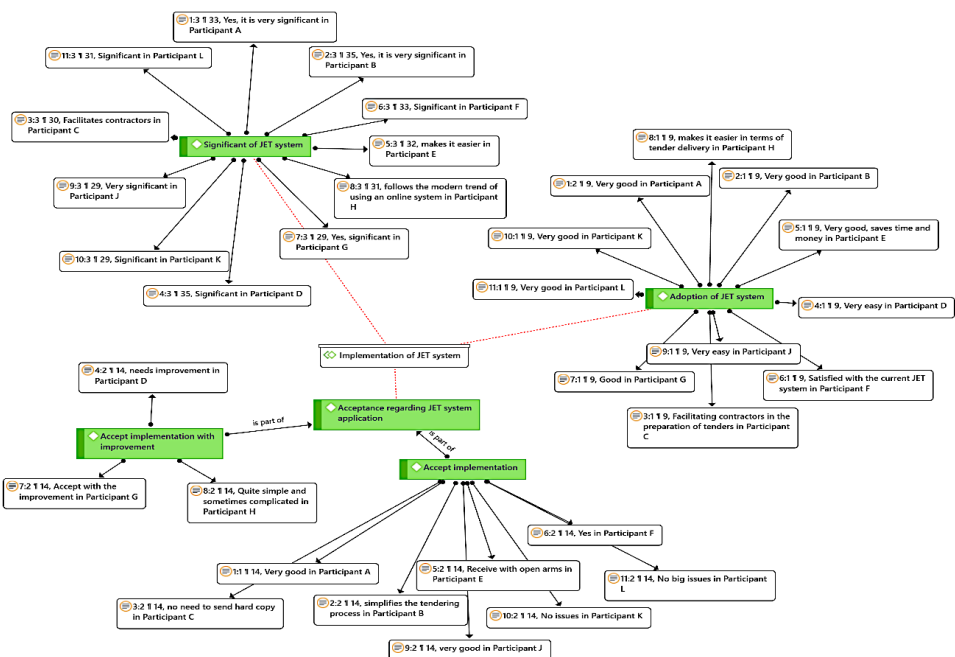 1:3 ¶ 33, Yes, it is very significant in
Participant A
11:3 ¶ 31, Significant in Participant L
2:3 ¶ 35, Yes, it is very significant in
Participant B
6:3 ¶ 33, Significant in Participant F
3:3 ¶ 30, Facilitates contractors in
Participant C
Significant of JET system
5:3 ¶ 32, makes it easier in
Participant E
9:3 ¶ 29, Very significant in
Participant J
8:3 ¶ 31, follows the modern trend of
using an online system in Participant
H
7:3 ¶ 29, Yes, significant in
Participant G
10:3 ¶ 29, Significant in Participant K
4:3 ¶ 35, Significant in Participant D
8:1 ¶ 9, makes it easier in terms of
tender delivery in Participant H
1:2 ¶ 9, Very good in Participant A
2:1 ¶ 9, Very good in Participant B
10:1 ¶ 9, Very good in Participant K
5:1 ¶ 9, Very good, saves time and
money in Participant E
11:1 ¶ 9, Very good in Participant L
Adoption of JET system
4:1 ¶ 9, Very easy in Participant D
9:1 ¶ 9, Very easy in Participant J
7:1 ¶ 9, Good in Participant G
6:1 ¶ 9, Satisfied with the current JET
system in Participant F
3:1 ¶ 9, Facilitating contractors in the
preparation of tenders in Participant
C
Implementation of JET system
4:2 ¶ 14, needs improvement in
Participant D
Acceptance regarding JET system
application
is part of
Accept implementation with
improvement
is part of
Accept implementation
7:2 ¶ 14, Accept with the
improvement in Participant G
8:2 ¶ 14, Quite simple and
sometimes complicated in
Participant H
6:2 ¶ 14, Yes in Participant F
1:1 ¶ 14, Very good in Participant A
5:2 ¶ 14, Receive with open arms in
Participant E
11:2 ¶ 14, No big issues in Participant
L
3:2 ¶ 14, no need to send hard copy
in Participant C
2:2 ¶ 14, simplifies the tendering
process in Participant B
10:2 ¶ 14, No issues in Participant K
9:2 ¶ 14, very good in Participant J